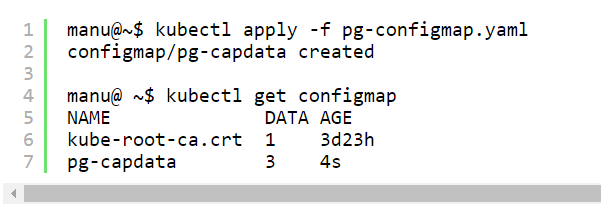 1 manu@~$ kubectl apply -f pg-configmap.yaml
2 configmap/pg-capdata created
3
4 manu@ ~$ kubectl get configmap
5 NAME DATA AGE
6 kube-root-ca.crt 1 3d23h
7 pg-capdata 3 4s